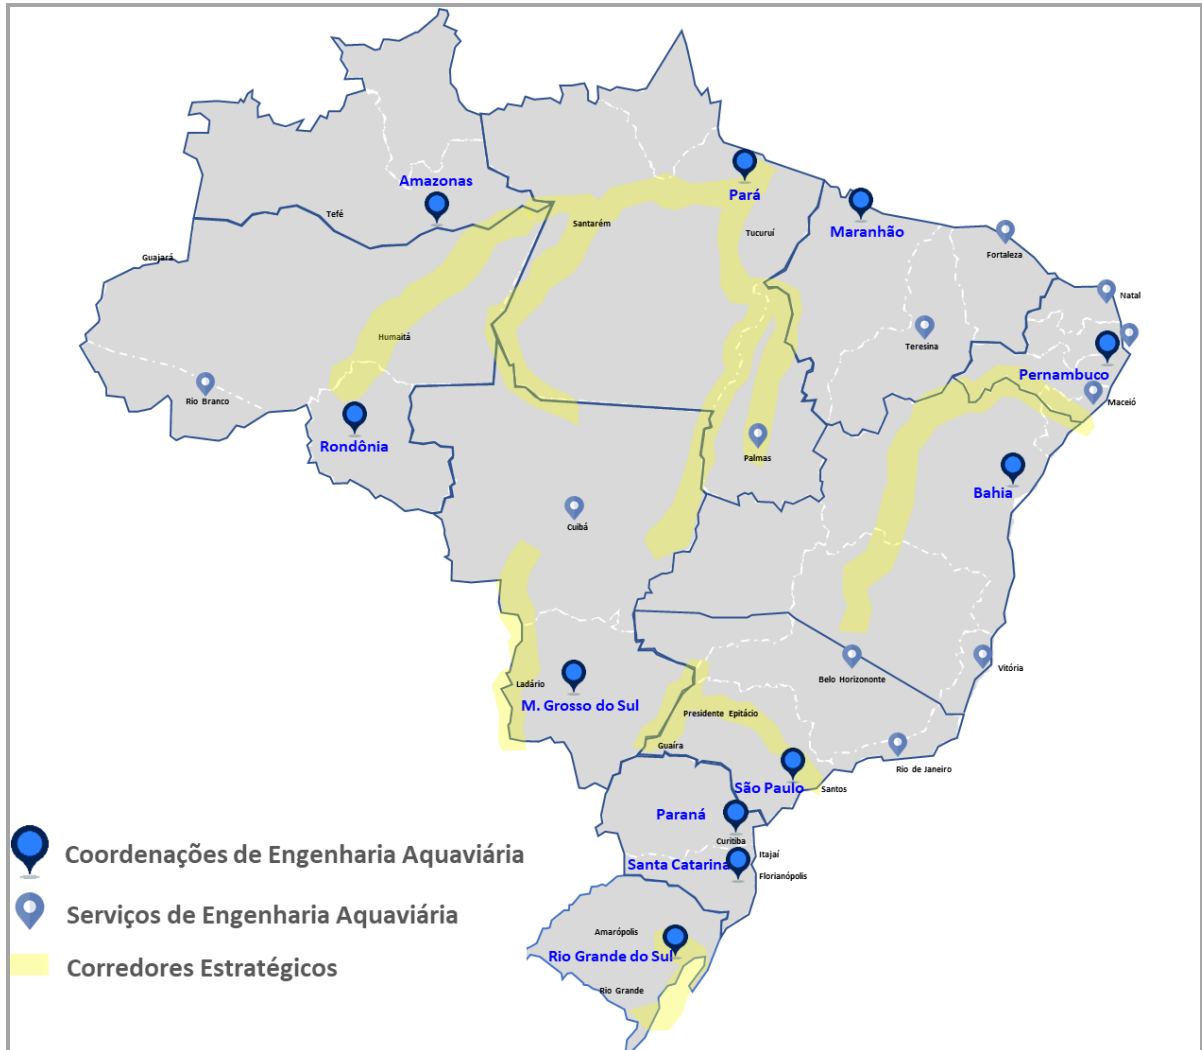 Amazonas
Pará
Tefé
Santarém
Maranhão
Tucuruí
Guajará
Fortaleza
Natal
Humaitá
Teresina
Pernambuco
Rio Branco
Maceió
Rondônia
Palmas
Bahia
Cuibá
Vitória
Belo Horizononte
Ladário
M. Grosso do Sul
Presidente Epitácio
Guaíra
Rio de Janeiro
São Paulo
Santos
Paraná
Curitiba
Itajaí
Santa Catarina
Florianópolis
Amarópolis
Rio Grande do Sul
Rio Grande
Coordenações de Engenharia Aquaviária
Serviços de Engenharia Aquaviária
Corredores Estratégicos